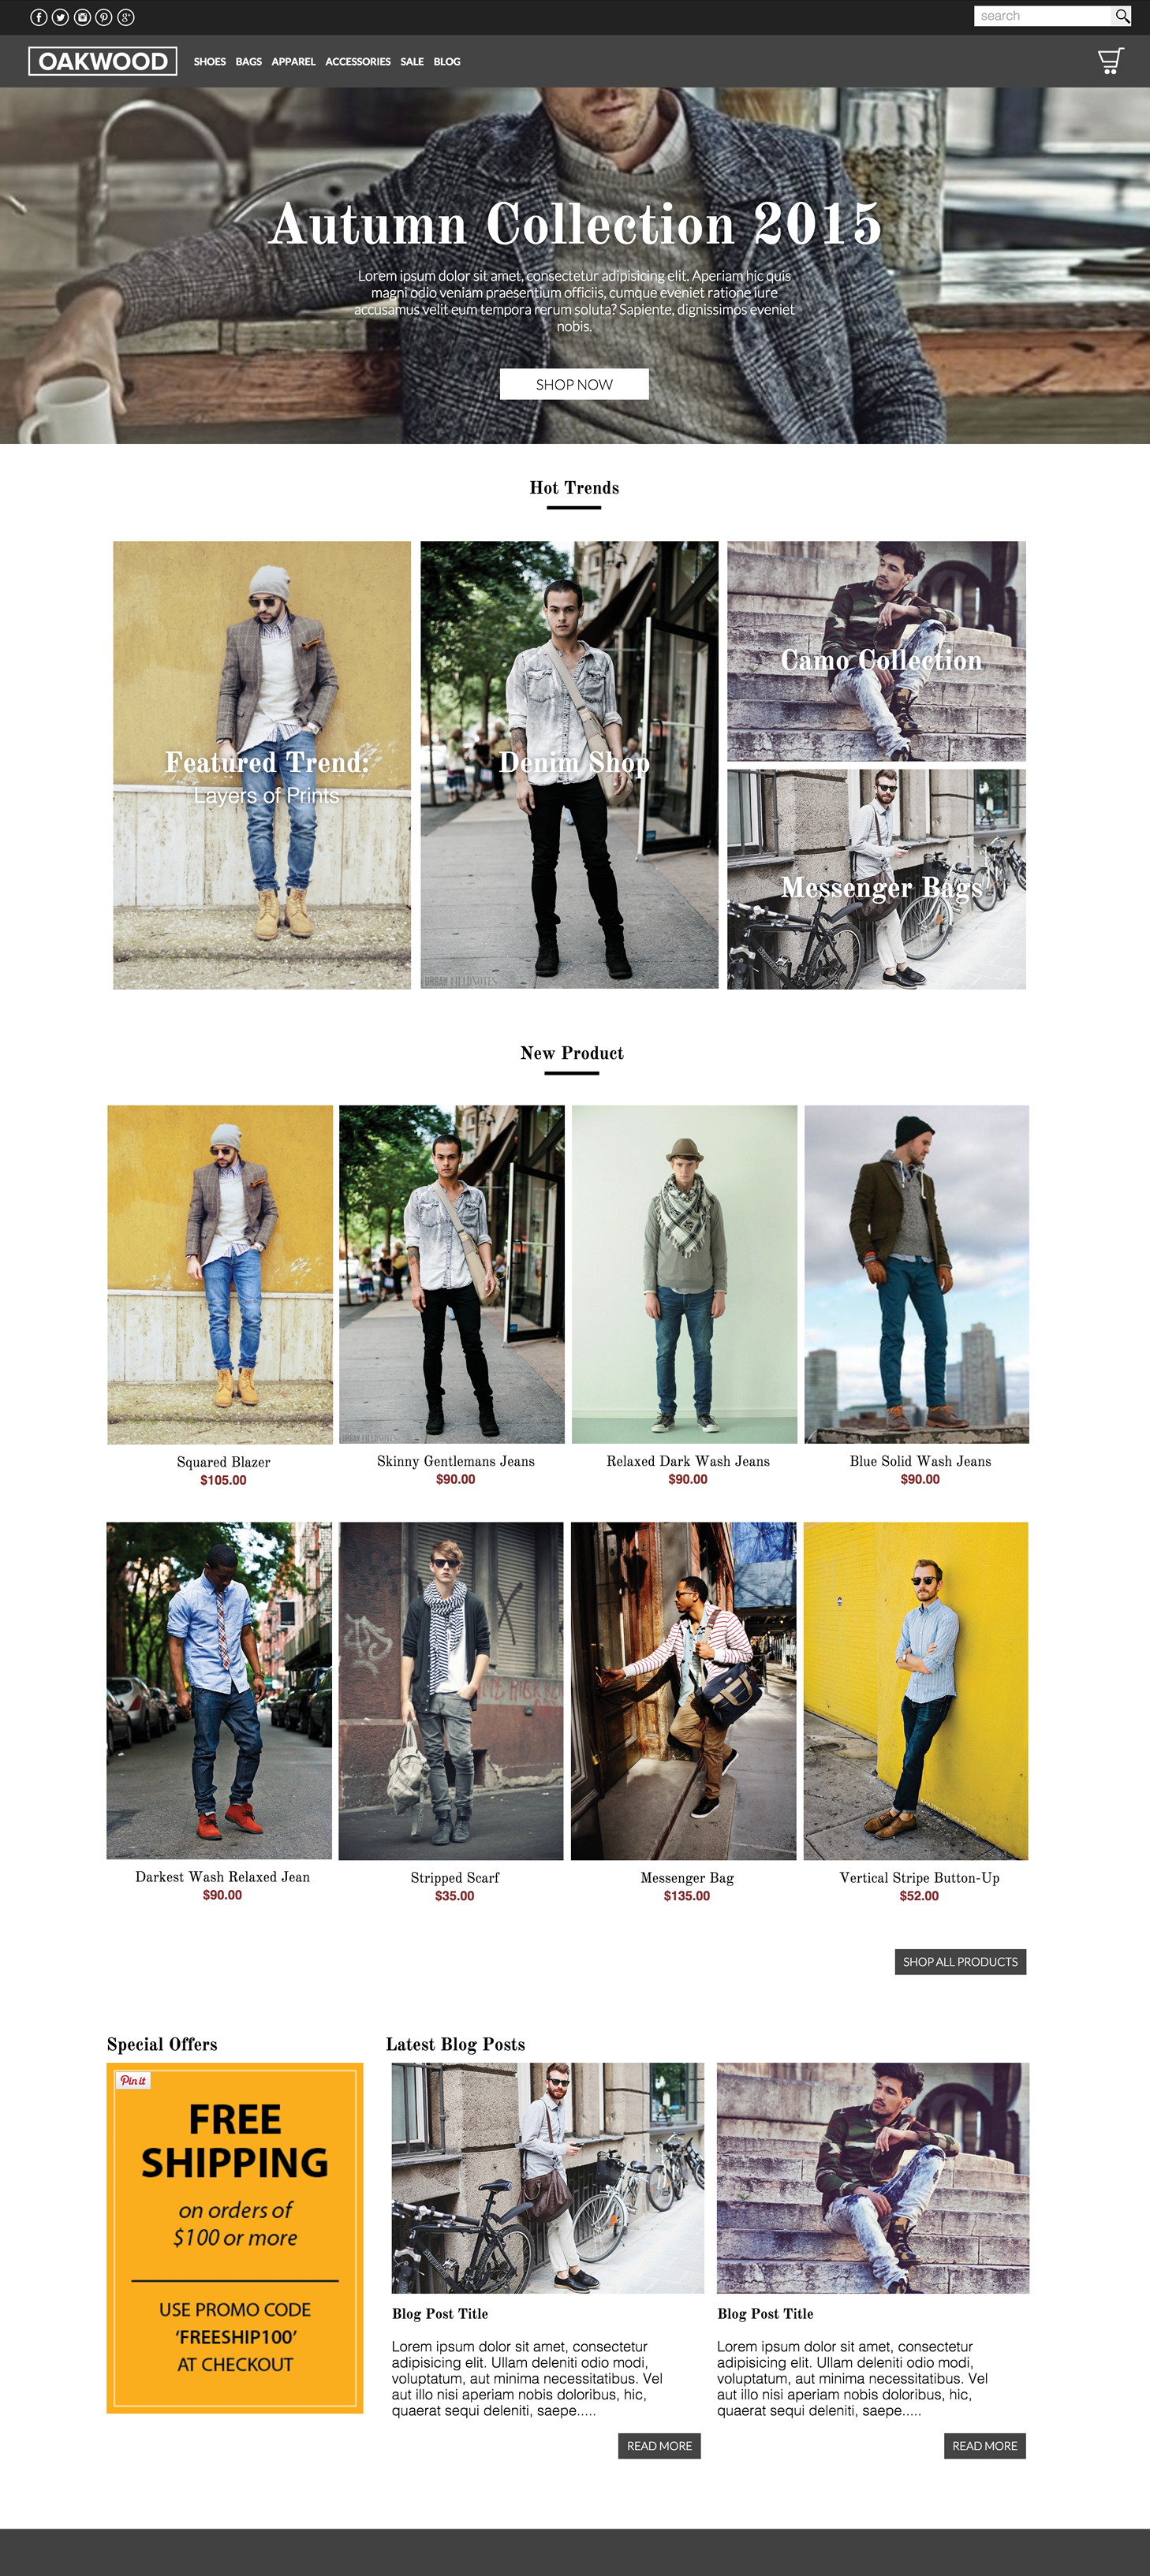 search
OAKWOOD
SHOES BAGS APPAREL ACCESSORIES SALE BLOG
Autumn Collection 2015
Lorem ipsum dolor sit amet, consectetur adipisicing elit. Aperiam hic quis
magni odio veniam praesentium officiis, cumque eveniet ratione iure
accusamus velit eum tempora rerum soluta? Sapiente, dignissimos eveniet
nobis.
SHOP NOW
Hot Trends
Featured Trend:
Layers of Prints
Denim Shop
Camo Collection
Messenger Bags
URBAN FIELDNOTES
New Product
URBAN FIELDNOTES
Squared Blazer
$105.00
Skinny Gentlemans Jeans
$90.00
Relaxed Dark Wash Jeans
$90.00
Blue Solid Wash Jeans
$90.00
Darkest Wash Relaxed Jean
$90.00
Stripped Scarf
$35.00
Messenger Bag
$135.00
Vertical Stripe Button-Up
$52.00
SHOP ALL PRODUCTS
Special Offers
Pin it
FREE
SHIPPING
on orders of
$100 or more
USE PROMO CODE
'FREESHIP100'
AT CHECKOUT
Latest Blog Posts
Blog Post Title
Lorem ipsum dolor sit amet, consectetur
adipisicing elit. Ullam deleniti odio modi,
voluptatum, aut minima necessitatibus. Vel
aut illo nisi aperiam nobis doloribus, hic,
quaerat sequi deleniti, saepe.....
READ MORE
Blog Post Title
Lorem ipsum dolor sit amet, consectetur
adipisicing elit. Ullam deleniti odio modi,
voluptatum, aut minima necessitatibus. Vel
aut illo nisi aperiam nobis doloribus, hic,
quaerat sequi deleniti, saepe.....
READ MORE